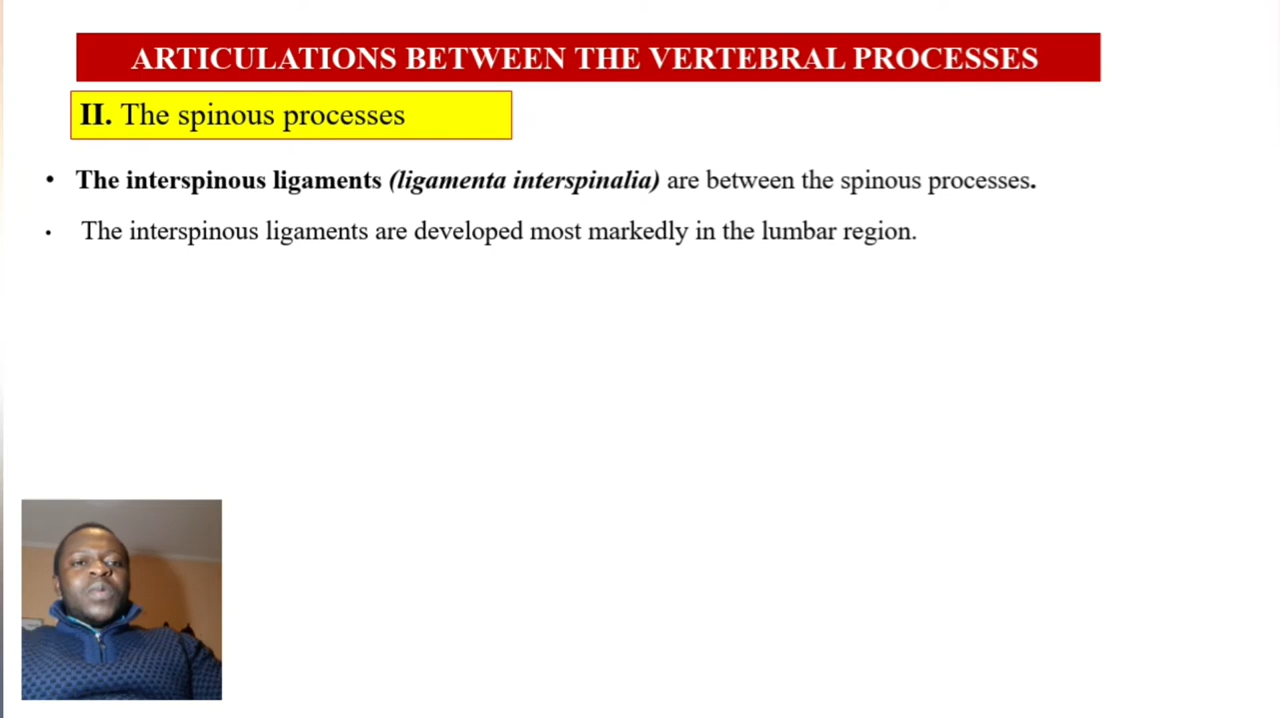 ARTICULATIONS BETWEEN THE VERTEBRAL PROCESSES
II. The spinous processes
• The interspinous ligaments (ligamenta interspinalia) are between the spinous processes.
• The interspinous ligaments are developed most markedly in the lumbar region.